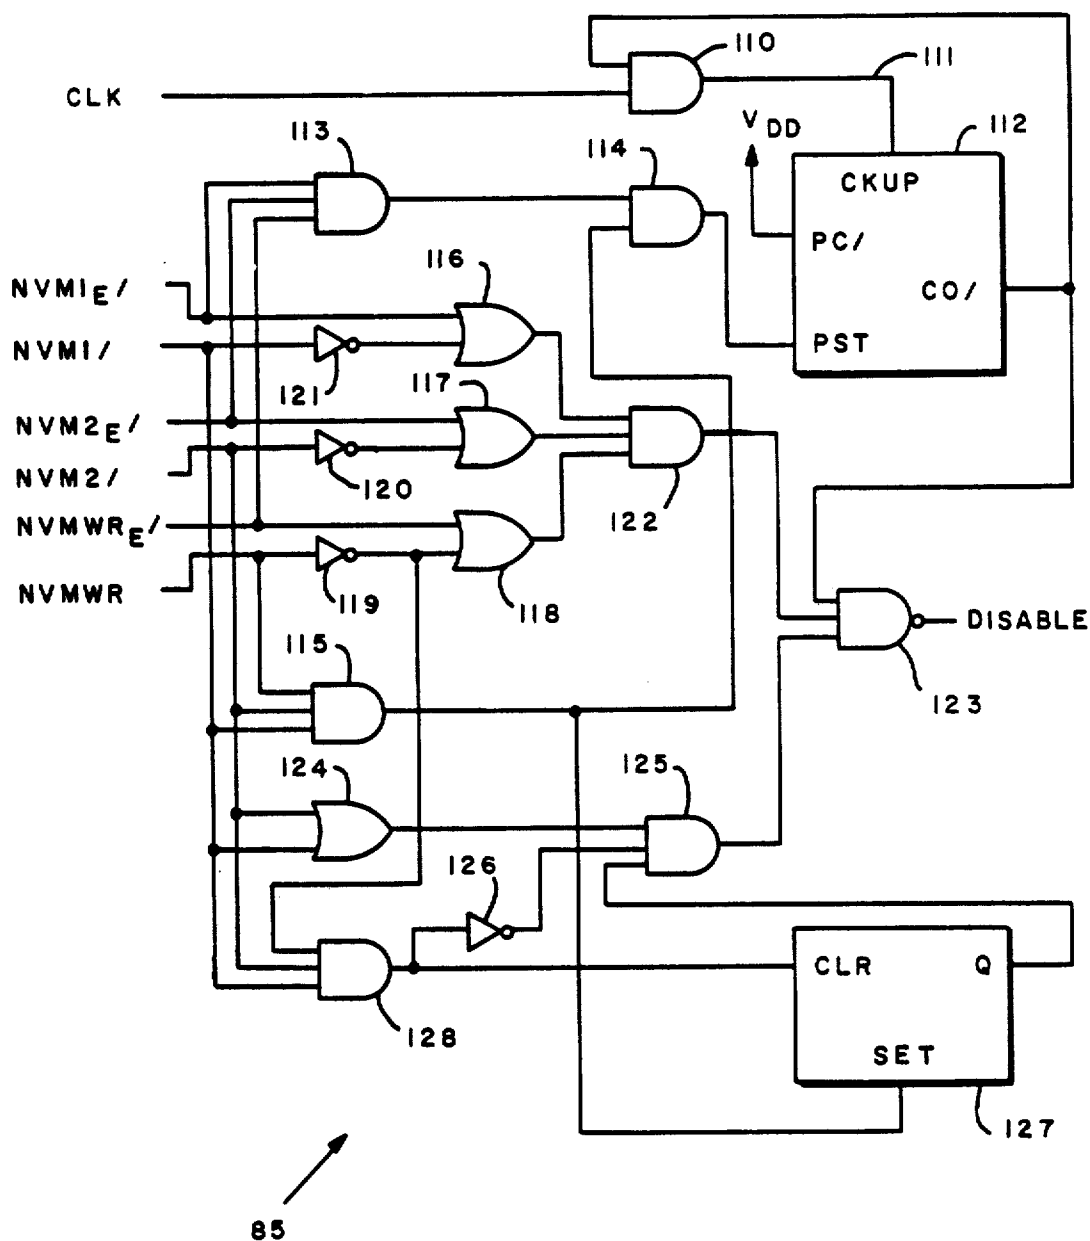 110
111
CLK
V DD
112
113
114
CKUP
PC/
116
NVM1E/
CO/
NVM1/
PST
121
117
NVM2E/
NVM2/
120
122
NVMWRE/
NVMWR
119
118
DISABLE
115
123
124
125
126
CLR
Q
128
SET
127
85